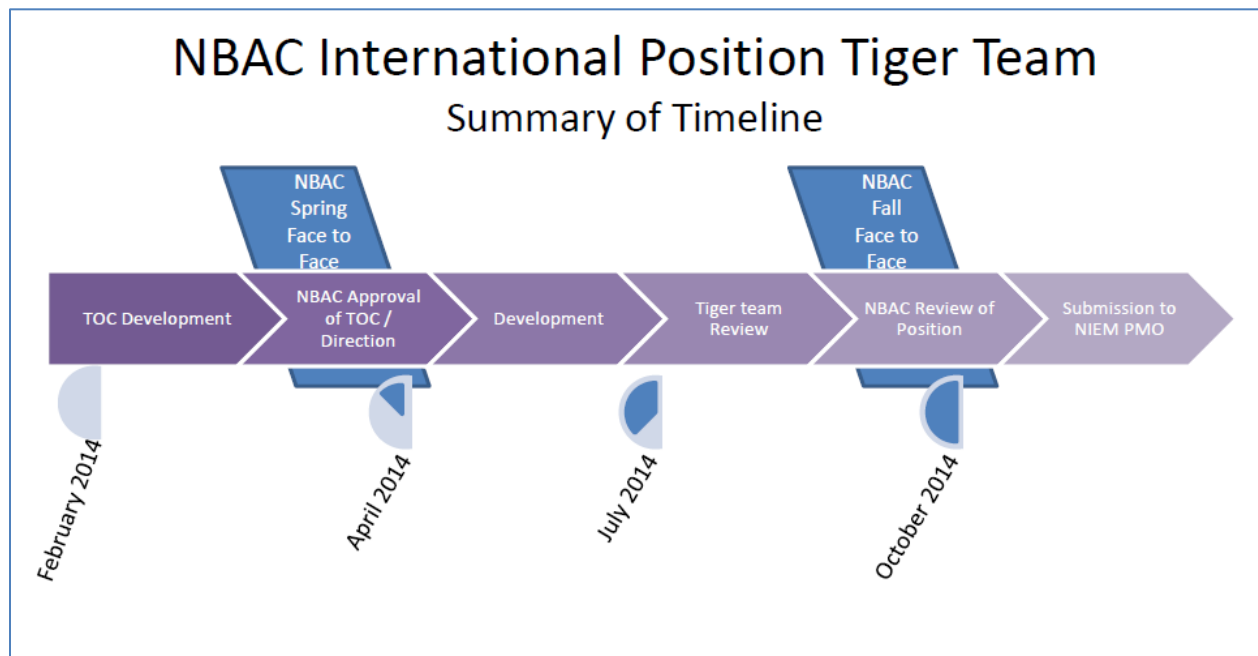 NBAC International Position Tiger Team
Summary of Timeline
NBAC
Spring
Face to
Face
NBAC
Fall
Face to
Face
TOC Development
NBAC Approval
of TOC /
Direction
Development
Tiger team
Review
NBAC Review of
Position
Submission to
NIEM PMO
February 2014
April 2014
July 2014
October 2014